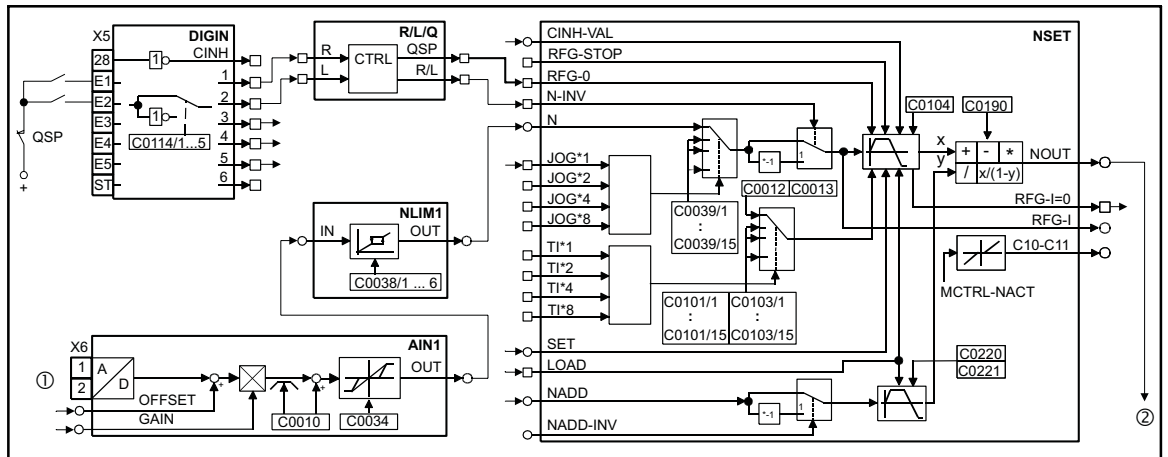 X5
DIGIN
28
1
CINH
E1
1
E2
2
E3
1
3
E4
C0114/1...5
4
E5
5
ST
6
QSP
+
R/L/Q
R
QSP
L
CTRL
R/L
NLIM1
IN
OUT
C0038/1 ... 6
X6
AIN1
①
1
2
A
D
OUT
+
+
OFFSET
GAIN
C0010
C0034
NSET
CINH-VAL
RFG-STOP
RFG-0
N-INV
N
JOG*1
JOG*2
JOG*4
JOG*8
TI*1
TI*2
TI*4
TI*8
SET
LOAD
NADD
NADD-INV
*-1
1
C0012
C0013
C0039/1
:
C0039/15
C0101/1
:
C0101/15
C0103/1
:
C0103/15
*-1
1
C0104
C0190
x
y
+
-
*
/
x/(1-y)
NOUT
RFG-I=0
RFG-I
C10-C11
MCTRL-NACT
C0220
C0221
②